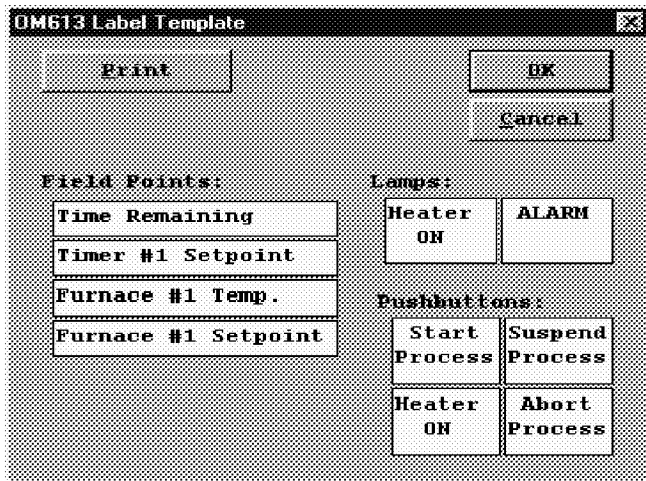 OM613 Label Template
Print
OK
Cancel
Field Points:
Time Remaining
Timer #1 Setpoint
Furnace #1 Temp.
Furnace #1 Setpoint
Lamps:
Heater
ON
ALARM
Pushbuttons:
Start
Process
Suspend
Process
Heater
ON
Abort
Process